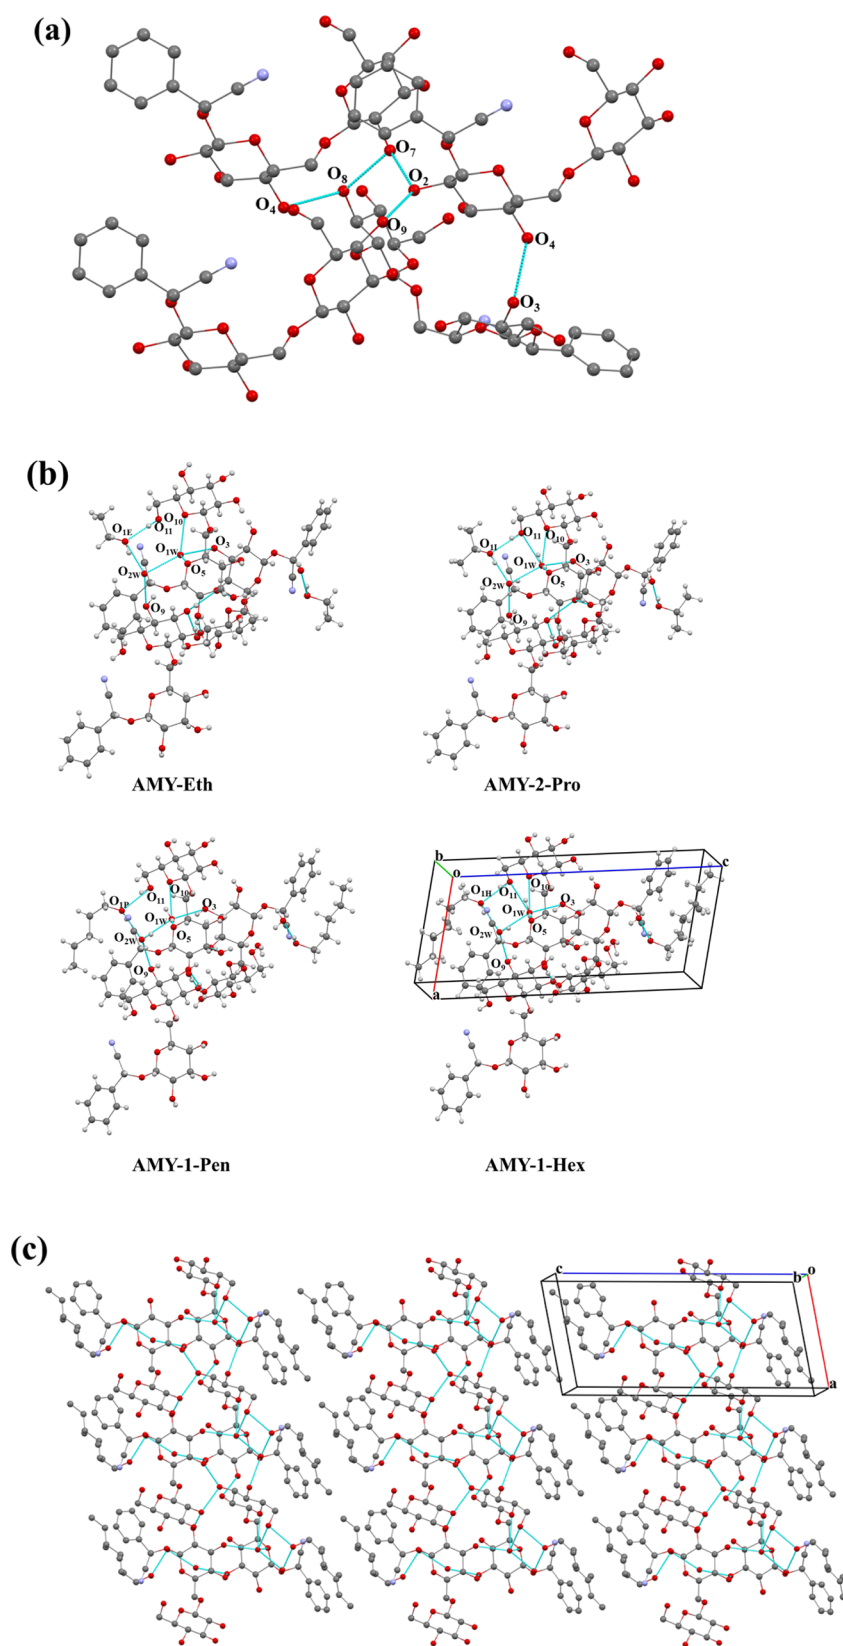 (a)
O7
O8
O2
O4
O9
O4
O3
(b)
O10
O1E
O11
O3
O1W
O2W
O5
O9
AMY-Eth
O1I
O11
O10
O1W
O3
O2W
O5
O9
AMY-2-Pro
O1P
O11
O10
O1W
O3
O2W
O5
O9
AMY-1-Pen
b
o
c
O1H
O11
O10
O3
O1W
O2W
O5
O9
a
AMY-1-Hex
(c)
c
b
o
a